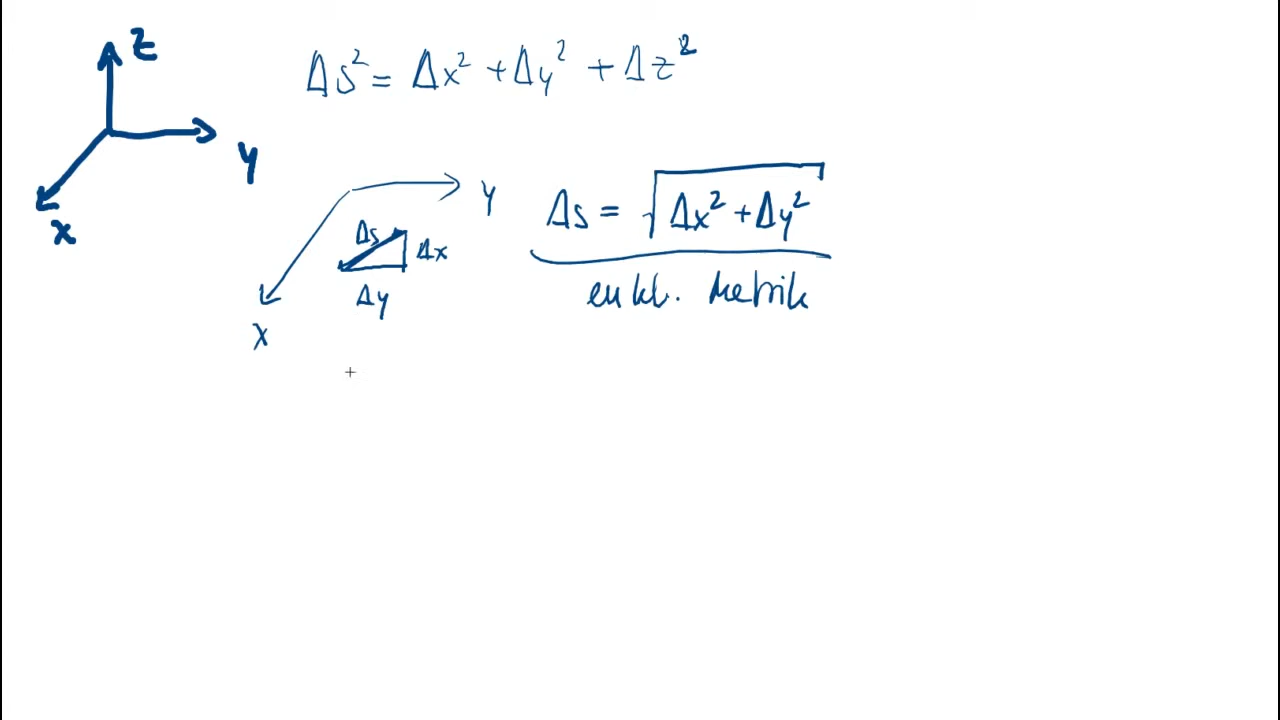 z
Δs² = Δx² + Δy² + Δz²
y
x
y
Δs = √(Δx² + Δy²)
Δs
Δx
Δy
eukl. Metrik
x